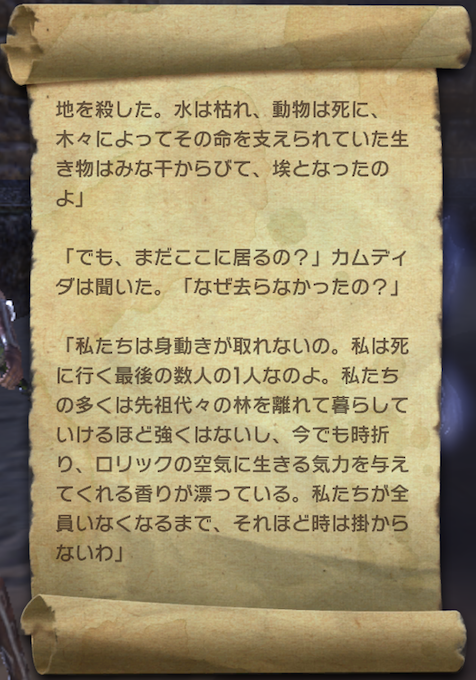 地を殺した。水は枯れ、動物は死に、
木々によってその命を支えられていた生
き物はみな干からびて、埃となったの
よ」
「でも、まだここに居るの？」カムディ
ダは聞いた。「なぜ去らなかったの？」
「私たちは身動きが取れないの。私は死
に行く最後の数人の1人なのよ。私たち
の多くは先祖代々の林を離れて暮らして
いけるほど強くはないし、今でも時折
り、ロリックの空気に生きる気力を与え
てくれる香りが漂っている。私たちが全
員いなくなるまで、それほど時は掛から
ないわ」